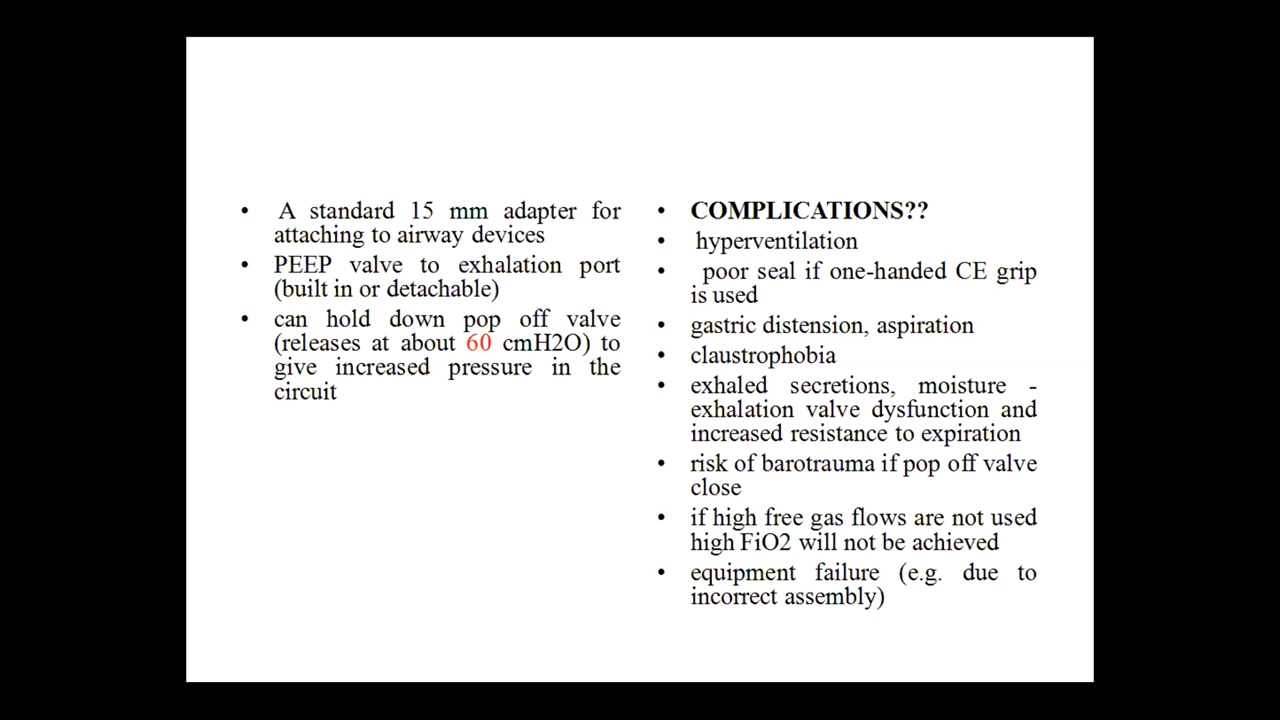 • A standard 15 mm adapter for
attaching to airway devices
• PEEP valve to exhalation port
(built in or detachable)
• can hold down pop off valve
(releases at about 60 cmH2O) to
give increased pressure in the
circuit
• COMPLICATIONS??
• hyperventilation
• poor seal if one-handed CE grip
is used
• gastric distension, aspiration
• claustrophobia
• exhaled secretions, moisture -
exhalation valve dysfunction and
increased resistance to expiration
• risk of barotrauma if pop off valve
close
• if high free gas flows are not used
high FiO2 will not be achieved
• equipment failure (e.g. due to
incorrect assembly)